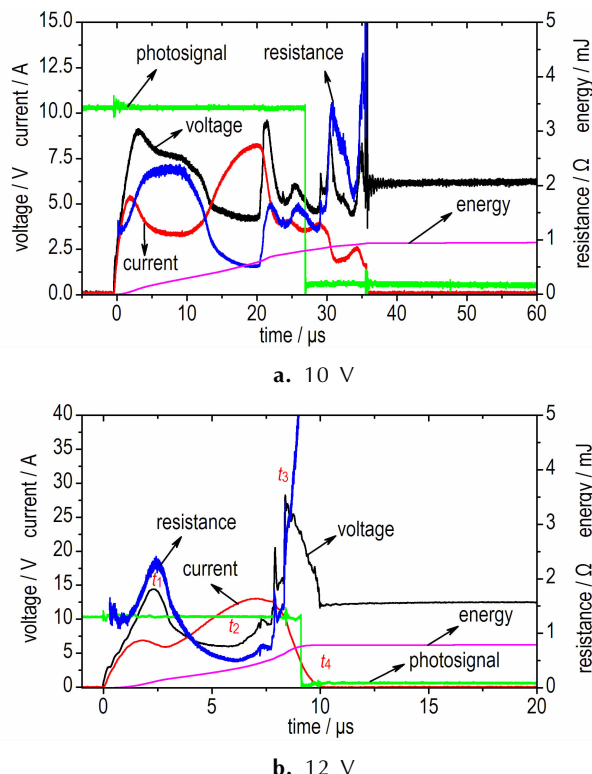 15.0
12.5
10.0
7.5
5.0
2.5
0.0
voltage / V   current / A
photosignal
resistance
voltage
energy
current
5
4
3
2
1
0
resistance / Ω   energy / mJ
0 10 20 30 40 50 60
time / µs
a. 10 V
40
35
30
25
20
15
10
5
0
voltage / V   current / A
t3
resistance
voltage
t1
current
t2
energy
t4
photosignal
5
4
3
2
1
0
resistance / Ω   energy / mJ
0 5 10 15 20
time / µs
b. 12 V